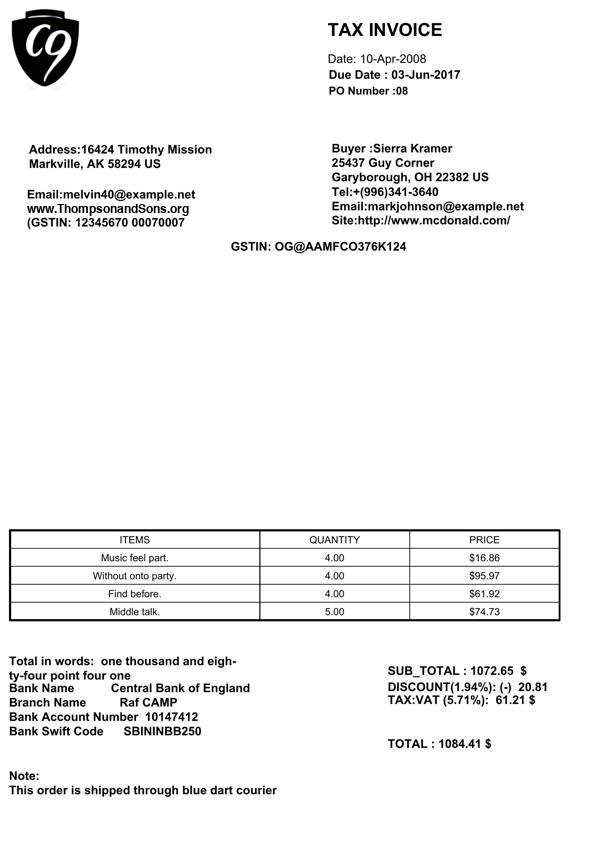 C9
TAX INVOICE
Date: 10-Apr-2008
Due Date : 03-Jun-2017
PO Number :08
Address:16424 Timothy Mission
Markville, AK 58294 US
Email:melvin40@example.net
www.ThompsonandSons.org
(GSTIN: 12345670 00070007
Buyer :Sierra Kramer
25437 Guy Corner
Garyborough, OH 22382 US
Tel:+(996)341-3640
Email:markjohnson@example.net
Site:http://www.mcdonald.com/
GSTIN: OG@AAMFCO376K124
ITEMS QUANTITY PRICE
Music feel part. 4.00 $16.86
Without onto party. 4.00 $95.97
Find before. 4.00 $61.92
Middle talk. 5.00 $74.73
Total in words: one thousand and eigh-
ty-four point four one
Bank Name Central Bank of England
Branch Name Raf CAMP
Bank Account Number 10147412
Bank Swift Code SBININBB250
SUB_TOTAL : 1072.65 $
DISCOUNT(1.94%): (-) 20.81
TAX:VAT (5.71%): 61.21 $
TOTAL : 1084.41 $
Note:
This order is shipped through blue dart courier